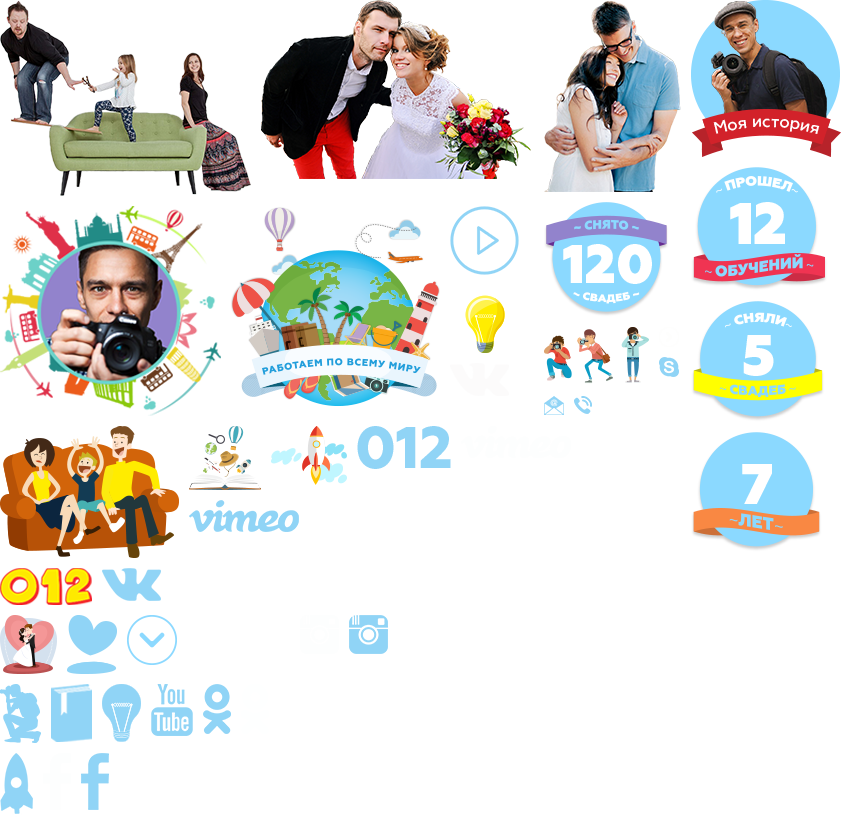 Моя история
~ ПРОШЕЛ ~
12
~ ОБУЧЕНИЙ ~
~ СНЯТО ~
120
~ СВАДЕБ ~
РАБОТАЕМ ПО ВСЕМУ МИРУ
~ СНЯЛИ ~
5
~ СВАДЕБ ~
012
vimeo
7
~ ЛЕТ ~
012
You
Tube